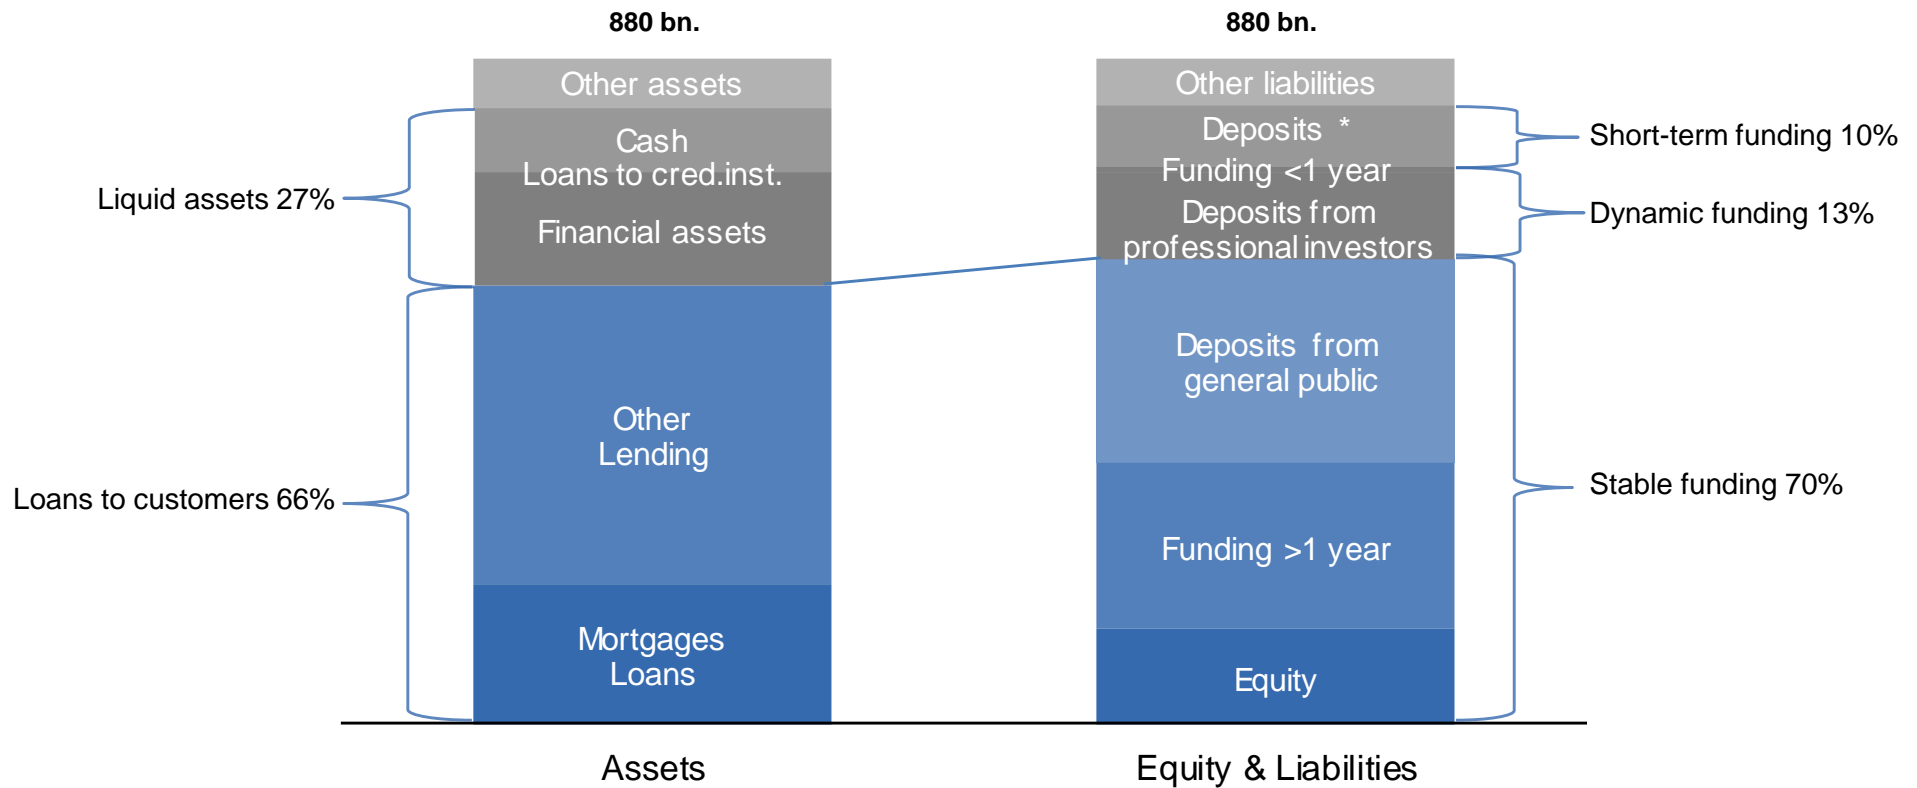 880 bn.
880 bn.
Other assets
Cash
Loans to cred.inst.
Financial assets
Other
Lending
Mortgages
Loans
Liquid assets 27%
Loans to customers 66%
Other liabilities
Deposits *
Funding <1 year
Deposits from
professional investors
Deposits from
general public
Funding >1 year
Equity
Short-term funding 10%
Dynamic funding 13%
Stable funding 70%
Assets
Equity & Liabilities